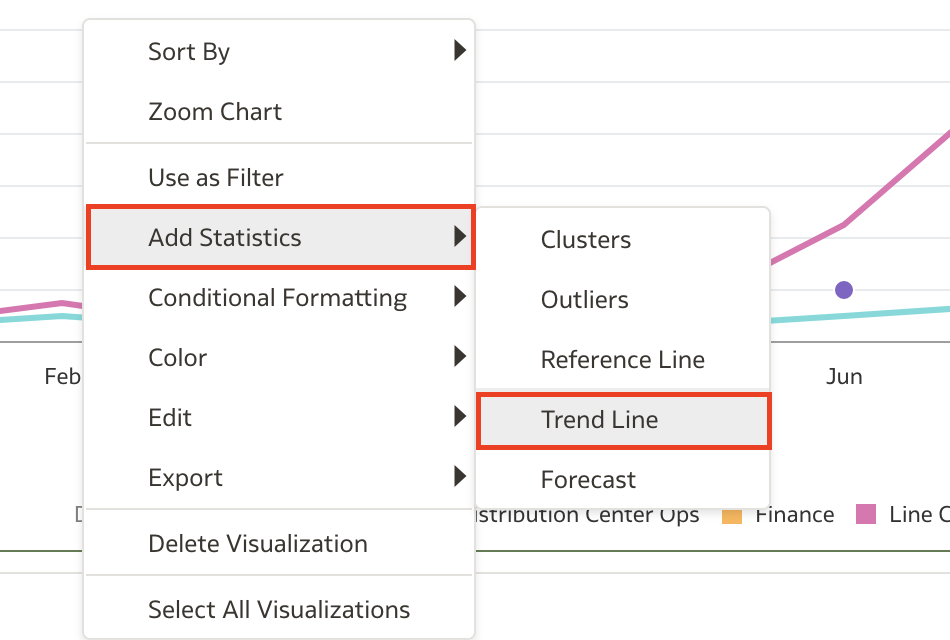 Sort By
Zoom Chart
Use as Filter
Add Statistics
Conditional Formatting
Color
Edit
Export
Delete Visualization
Select All Visualizations
Clusters
Outliers
Reference Line
Trend Line
Forecast
Feb
Jun
Center Ops
Finance
Line